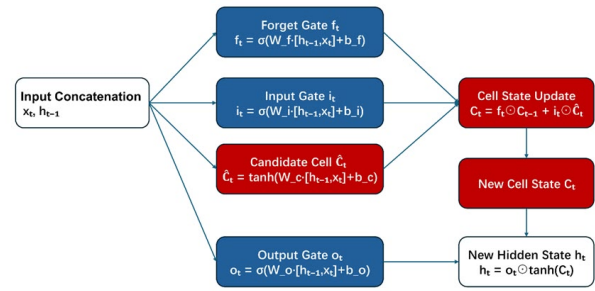 Forget Gate fₜ
fₜ = σ(W_f·[hₜ₋₁,xₜ]+b_f)
Input Concatenation
xₜ, hₜ₋₁
Input Gate iₜ
iₜ = σ(W_i·[hₜ₋₁,xₜ]+b_i)
Cell State Update
Cₜ = fₜ⊙Cₜ₋₁ + iₜ⊙Ĉₜ
Candidate Cell Ĉₜ
Ĉₜ = tanh(W_c·[hₜ₋₁,xₜ]+b_c)
New Cell State Cₜ
Output Gate oₜ
oₜ = σ(W_o·[hₜ₋₁,xₜ]+b_o)
New Hidden State hₜ
hₜ = oₜ⊙tanh(Cₜ)